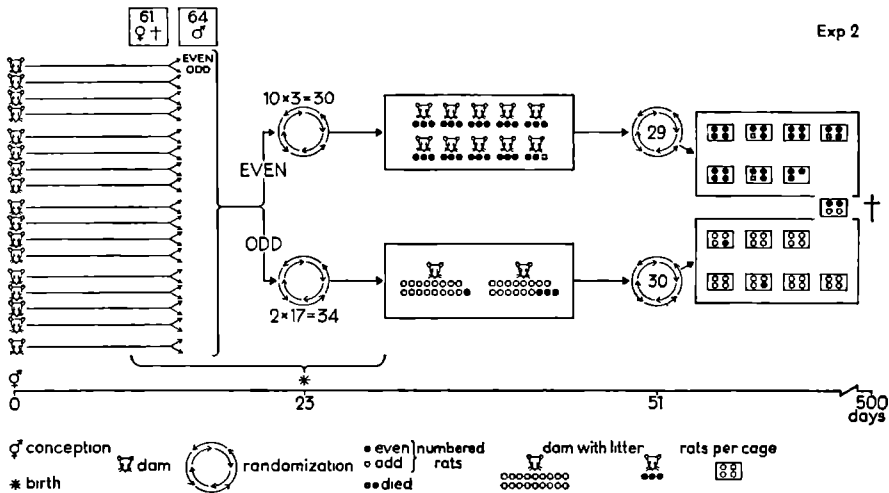 61 64
♀† ♂
Exp 2
EVEN
ODD
10×3=30
EVEN
29
†
ODD
30
2×17=34
♂
*
0 23 51 500
days
♂ conception
dam
randomization
• even
○ odd
numbered
rats
dam with litter
rats per cage
* birth
•• died